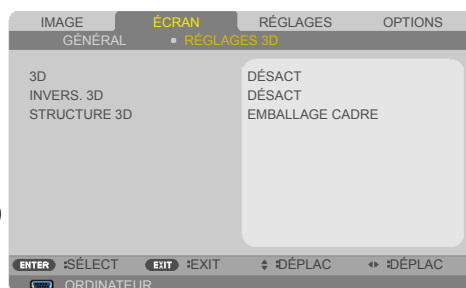 IMAGE ÉCRAN RÉGLAGES OPTIONS
GÉNÉRAL • RÉGLAGES 3D
3D DÉSACT
INVERS. 3D DÉSACT
STRUCTURE 3D EMBALLAGE CADRE
ENTER :SÉLECT EXIT :EXIT :DÉPLAC :DÉPLAC
ORDINATEUR